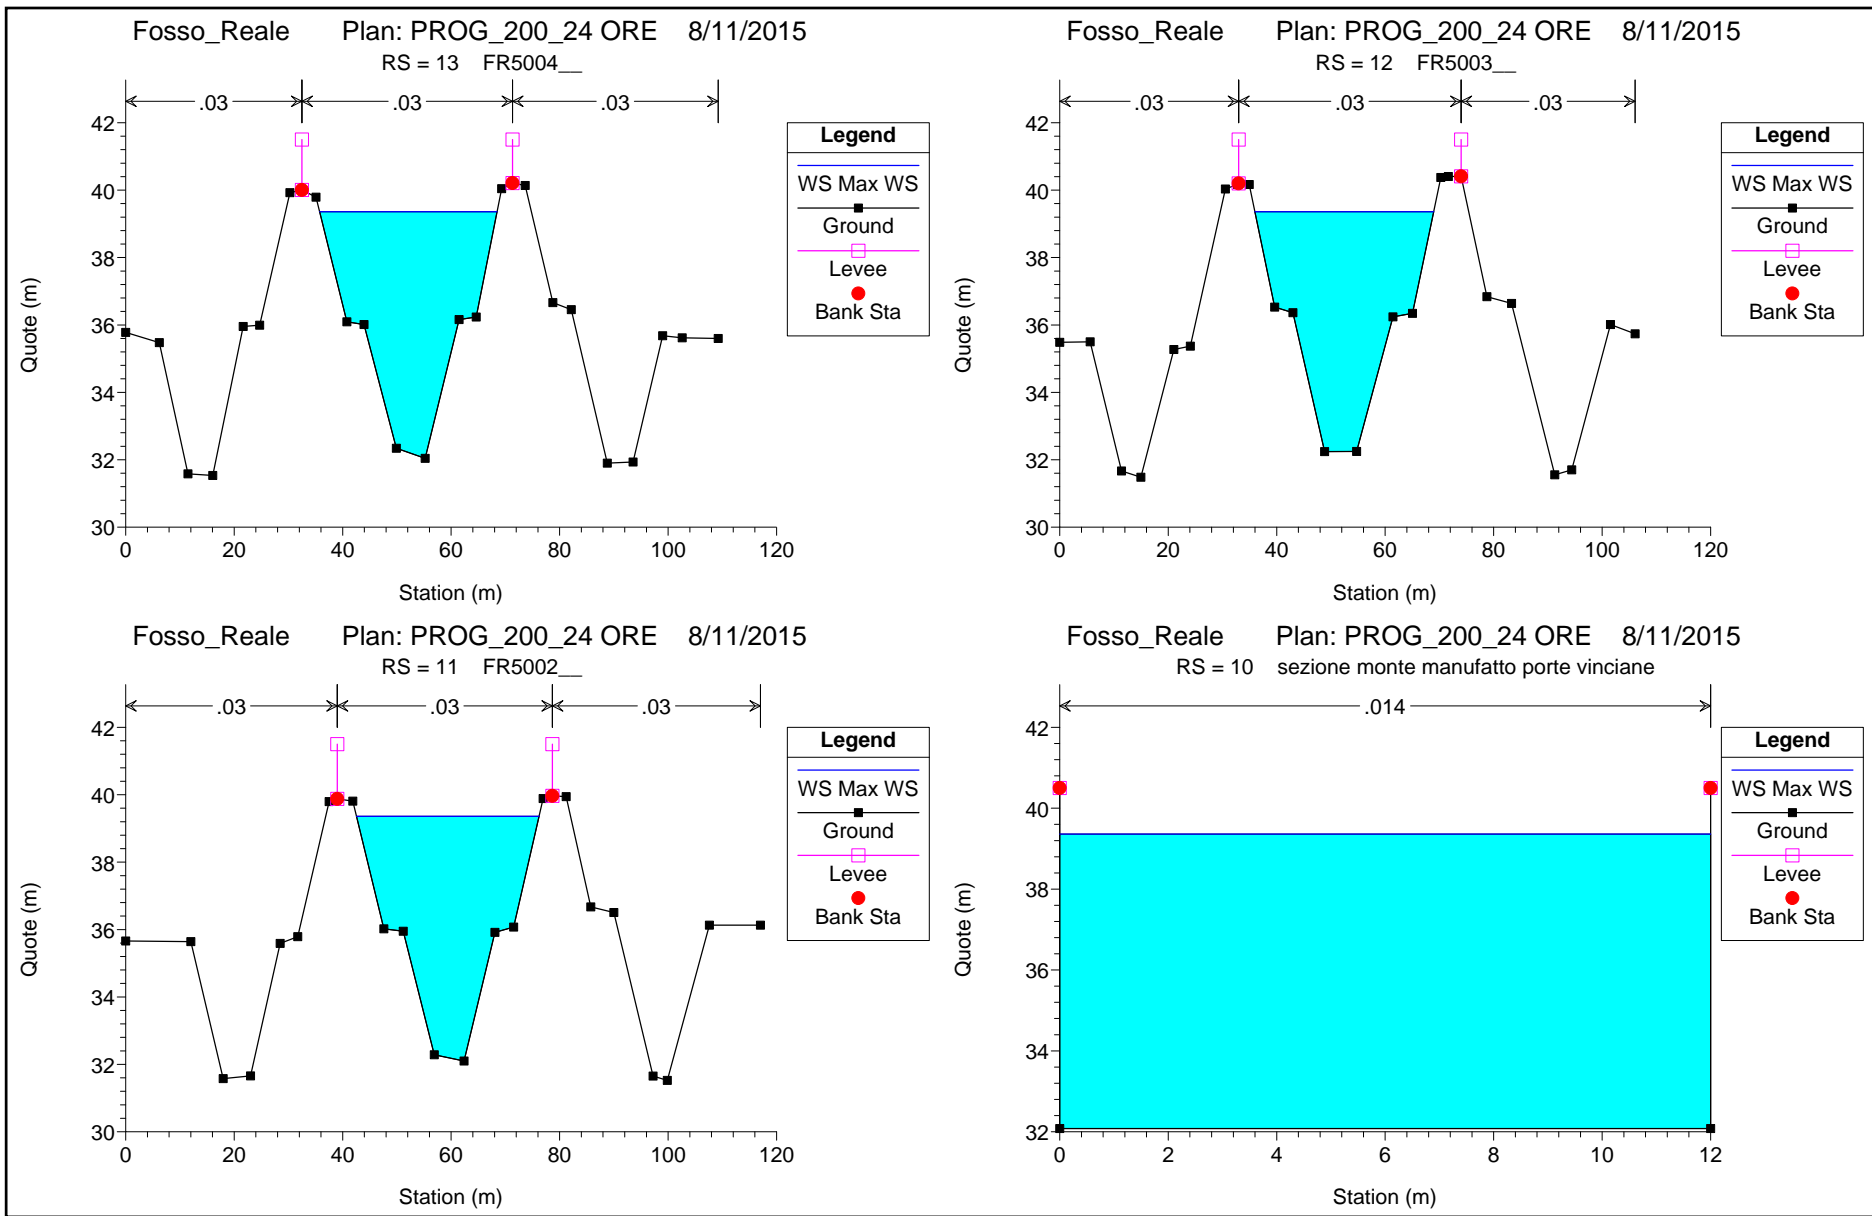 Fosso_Reale Plan: PROG_200_24 ORE 8/11/2015
RS = 13 FR5004__
.03 .03 .03
42
40
38
36
34
32
30
0 20 40 60 80 100 120
Station (m)
Quote (m)
Legend
WS Max WS
Ground
Levee
Bank Sta
Fosso_Reale Plan: PROG_200_24 ORE 8/11/2015
RS = 12 FR5003__
.03 .03 .03
42
40
38
36
34
32
30
0 20 40 60 80 100 120
Station (m)
Quote (m)
Legend
WS Max WS
Ground
Levee
Bank Sta
Fosso_Reale Plan: PROG_200_24 ORE 8/11/2015
RS = 11 FR5002__
.03 .03 .03
42
40
38
36
34
32
30
0 20 40 60 80 100 120
Station (m)
Quote (m)
Legend
WS Max WS
Ground
Levee
Bank Sta
Fosso_Reale Plan: PROG_200_24 ORE 8/11/2015
RS = 10 sezione monte manufatto porte vinciane
.014
42
40
38
36
34
32
0 2 4 6 8 10 12
Station (m)
Quote (m)
Legend
WS Max WS
Ground
Levee
Bank Sta